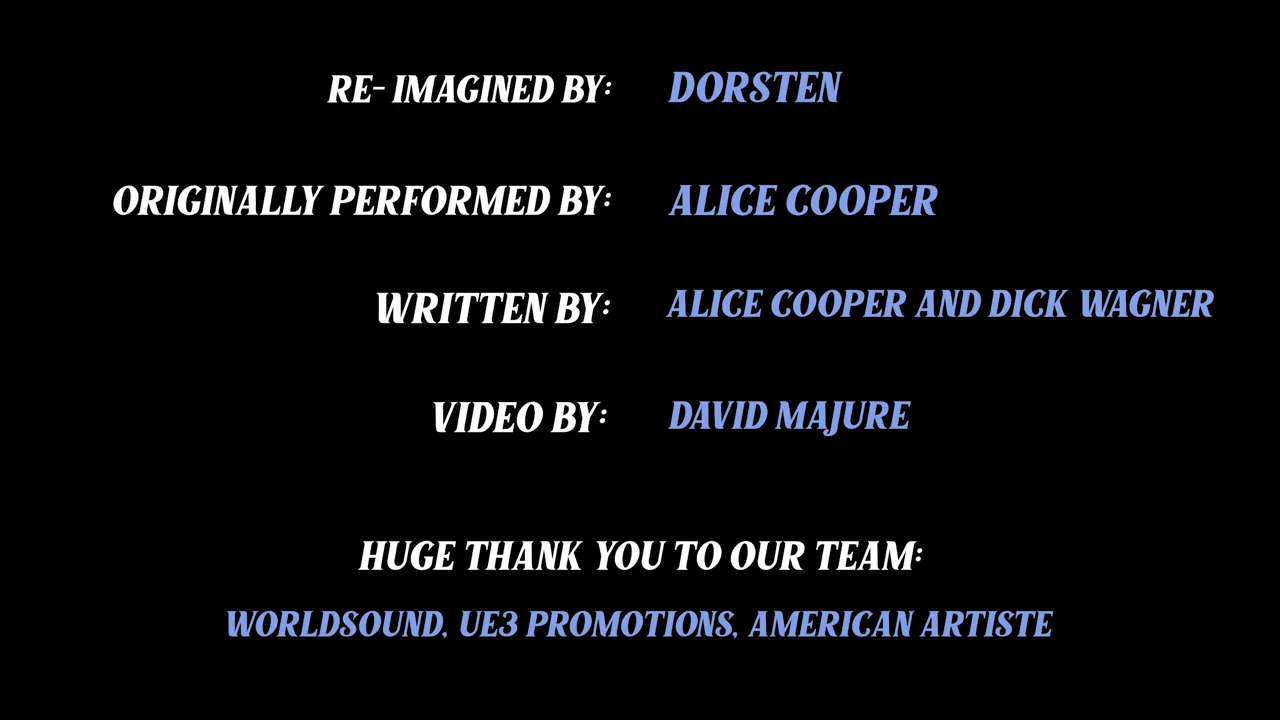 RE- IMAGINED BY: DORSTEN
ORIGINALLY PERFORMED BY: ALICE COOPER
WRITTEN BY: ALICE COOPER AND DICK WAGNER
VIDEO BY: DAVID MAJURE
HUGE THANK YOU TO OUR TEAM:
WORLDSOUND, UE3 PROMOTIONS, AMERICAN ARTISTE